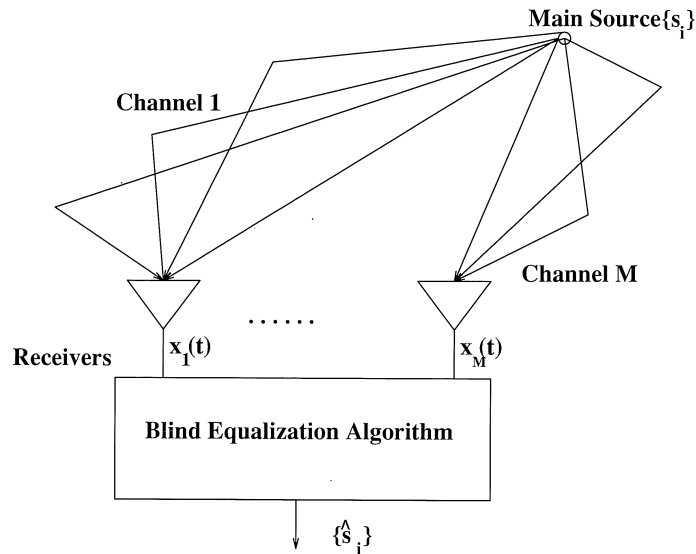 Main Source{s_i}
Channel 1
Channel M
......
x_1(t)
x_M(t)
Receivers
Blind Equalization Algorithm
{ŝ_i}